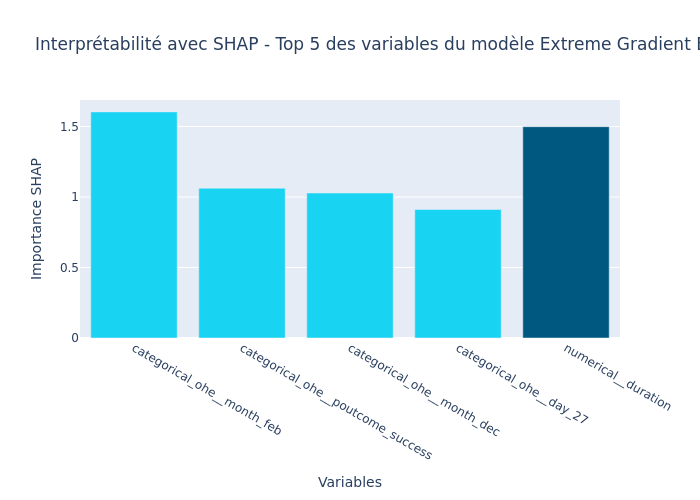 Interprétabilité avec SHAP - Top 5 des variables du modèle Extreme Gradient
Importance SHAP
1.5
1
0.5
0
categorical_ohe__month_feb
categorical_ohe__poutcome_success
categorical_ohe__month_dec
categorical_ohe__day_27
numerical__duration
Variables